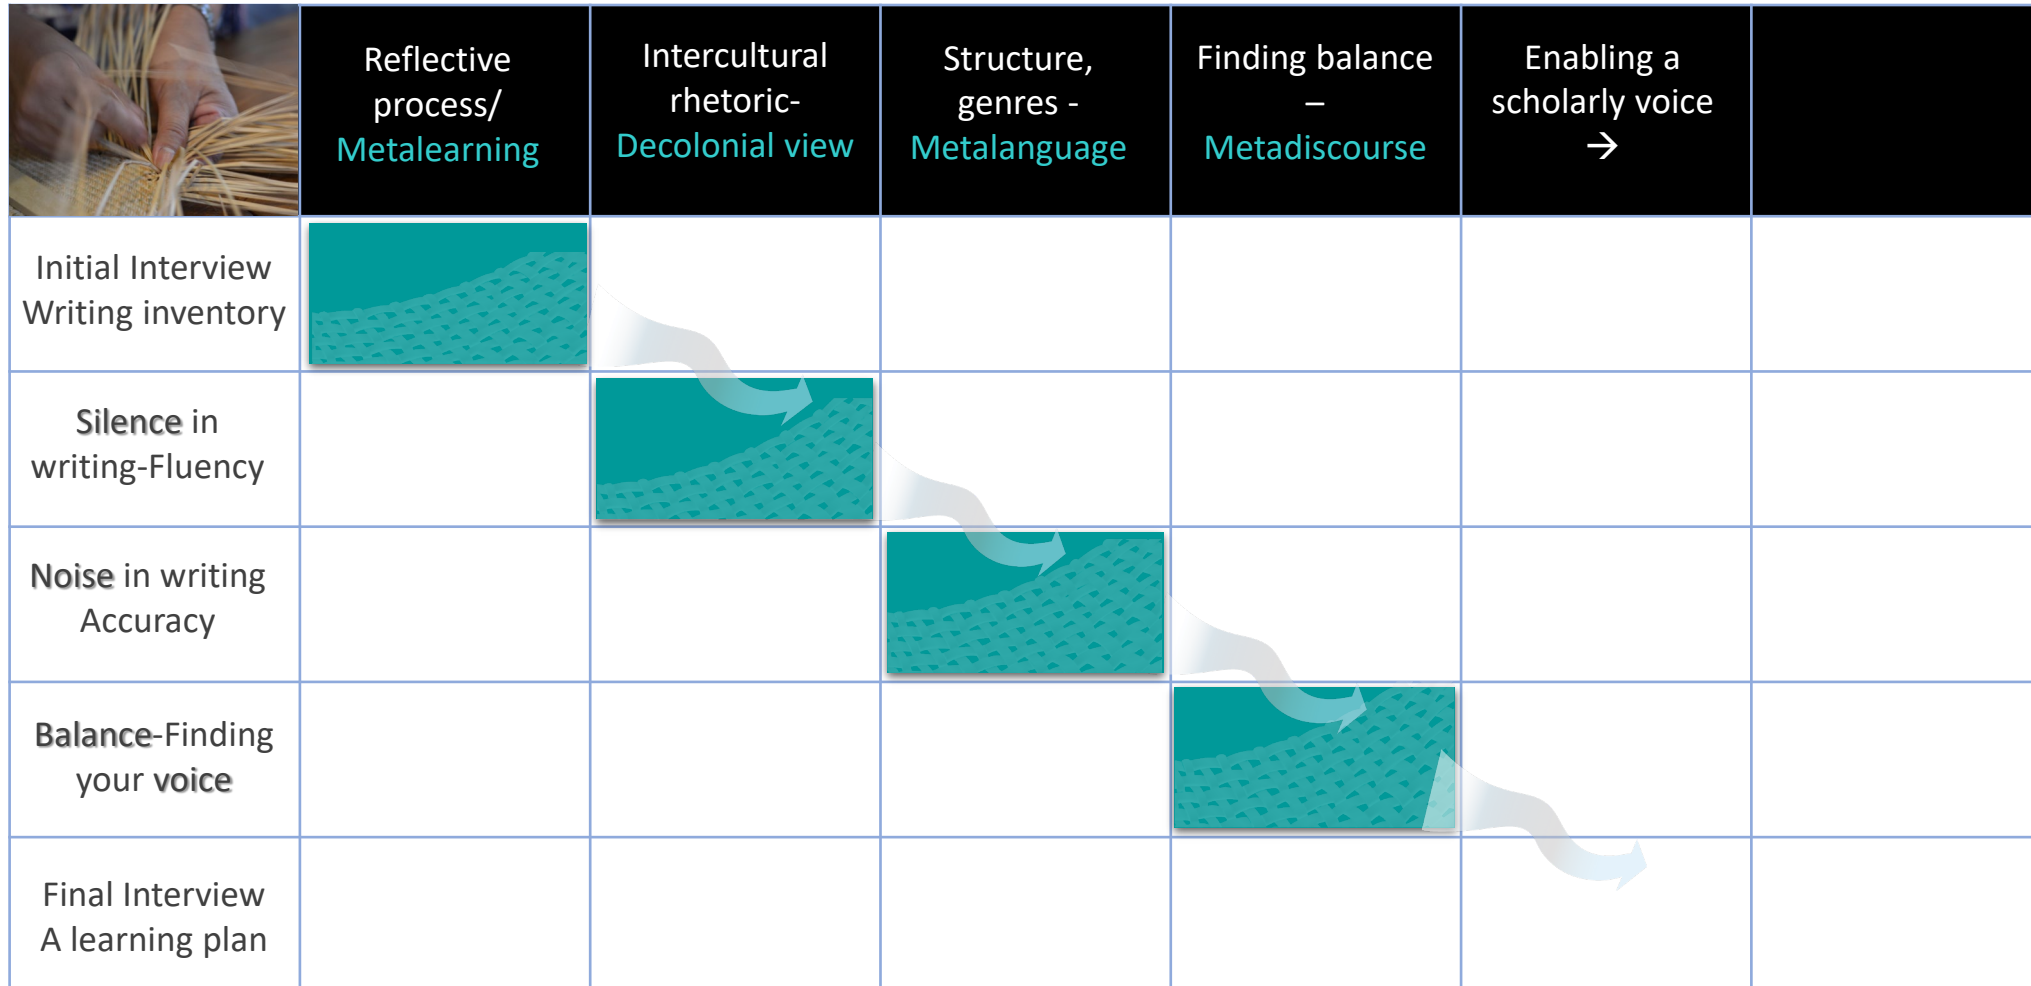 Reflective
process/
Metalearning
Intercultural
rhetoric-
Decolonial view
Structure,
genres -
Metalanguage
Finding balance
–
Metadiscourse
Enabling a
scholarly voice
→
Initial Interview
Writing inventory
Silence in
writing-Fluency
Noise in writing
Accuracy
Balance-Finding
your voice
Final Interview
A learning plan